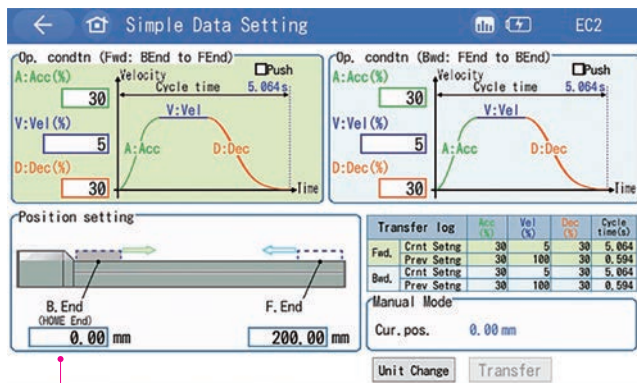 Simple Data Setting EC2
Op. condtn (Fwd: BEnd to FEnd)
A:Acc(%)
30
V:Vel(%)
5
D:Dec(%)
30
Velocity
Push
Cycle time 5.064s
V:Vel
A:Acc D:Dec
Time
Op. condtn (Bwd: FEnd to BEnd)
A:Acc(%)
30
V:Vel(%)
5
D:Dec(%)
30
Velocity
Push
Cycle time 5.064s
V:Vel
A:Acc D:Dec
Time
Position setting
B.End
(HOME End)
0.00 mm
F.End
200.00 mm
Transfer log Acc (%) Vel (%) Dec (%) Cycle time(s)
Fwd. Crnt Setng 30 5 30 5.064
Prev Setng 30 100 30 0.594
Bwd. Crnt Setng 30 5 30 5.064
Prev Setng 30 100 30 0.594
Manual Mode
Cur.pos. 0.00 mm
Unit Change Transfer